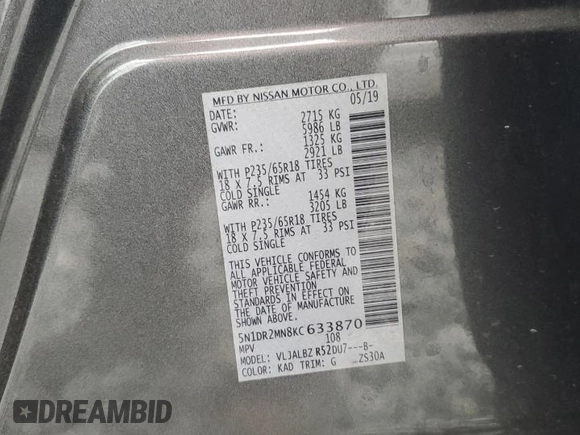 MFD BY NISSAN MOTOR CO., LTD.
DATE: 05/19
GVWR: 2715 KG
5986 LB
GAWR FR.: 1325 KG
2921 LB
WITH P235/65R18 TIRES
18 X 7.5 RIMS AT 33 PSI
COLD SINGLE
GAWR RR.: 1454 KG
3205 LB
WITH P235/65R18 TIRES
18 X 7.5 RIMS AT 33 PSI
COLD SINGLE
THIS VEHICLE CONFORMS TO
ALL APPLICABLE FEDERAL
MOTOR VEHICLE SAFETY AND
THEFT PREVENTION
STANDARDS IN EFFECT ON
THE DATE OF MANUFACTURE
SHOWN ABOVE.
5N1DR2MN8KC633870
MPV 108
VLJALBZ R52DU7---B-
COLOR: KAD TRIM: G ZS30A
DREAMBID